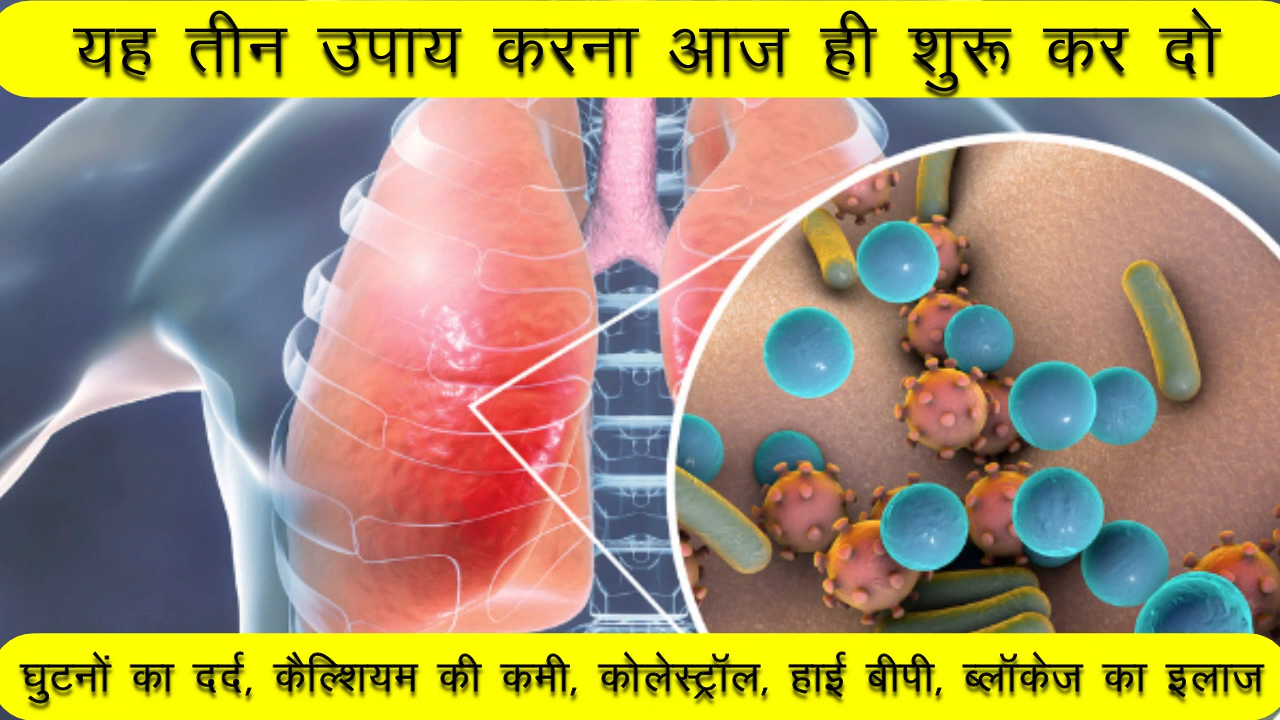 यह तीन उपाय करना आज ही शुरू कर दो
घुटनों का दर्द, कैल्शियम की कमी, कोलेस्ट्रॉल, हाई बीपी, ब्लॉकेज का इलाज